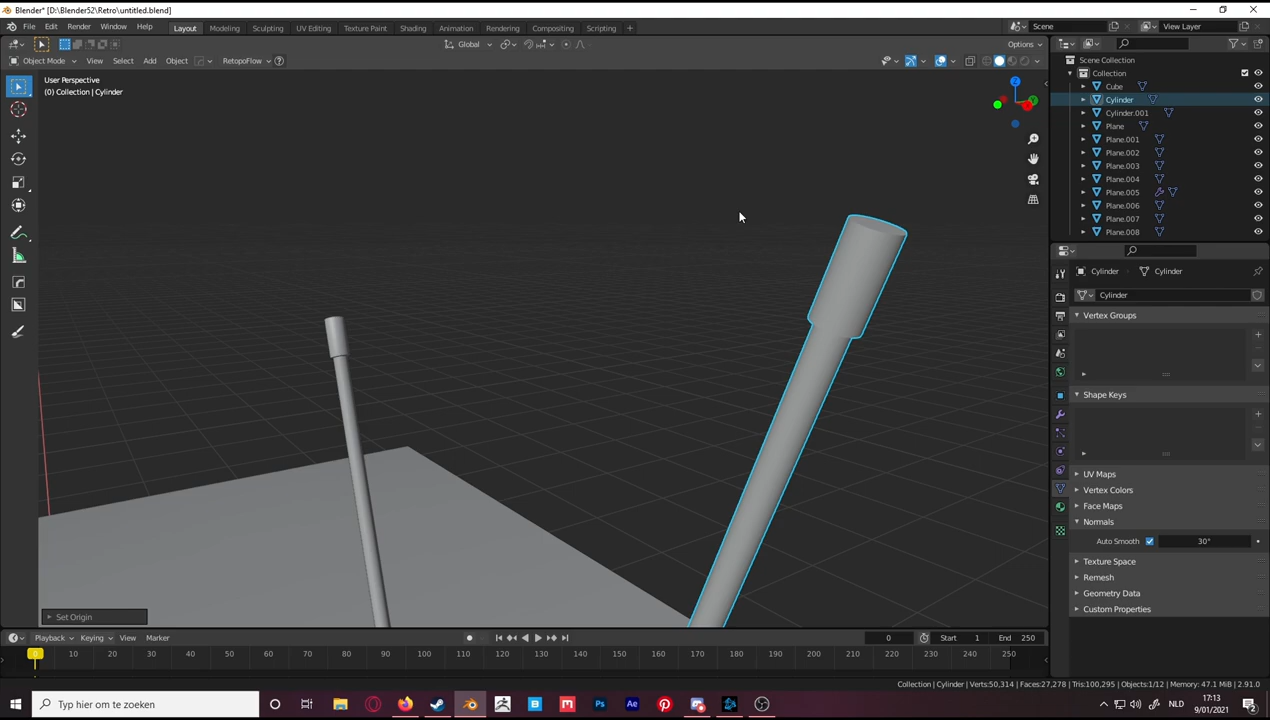 Blender* [D:\Blender52\Retro\untitled.blend]
File Edit Render Window Help Layout Modeling Sculpting UV Editing Texture Paint Shading Animation Rendering Compositing Scripting + Scene View Layer
Global Options
Object Mode View Select Add Object RetopoFlow
User Perspective
(0) Collection | Cylinder
Z
Scene Collection
Collection
Cube
Cylinder
Cylinder.001
Plane
Plane.001
Plane.002
Plane.003
Plane.004
Plane.005
Plane.006
Plane.007
Plane.008
Cylinder Cylinder
Cylinder
Vertex Groups
Shape Keys
UV Maps
Vertex Colors
Face Maps
Normals
Auto Smooth 30°
Texture Space
Remesh
Geometry Data
Custom Properties
Set Origin
Playback Keying View Marker 0 Start 1 End 250
0 10 20 30 40 50 60 70 80 90 100 110 120 130 140 150 160 170 180 190 200 210 220 230 240 250
Collection | Cylinder | Verts:50,314 | Faces:27,278 | Tris:100,295 | Objects:1/12 | Memory: 47.1 MiB | 2.91.0
Typ hier om te zoeken
Ps Ae
NLD
17:13
9/01/2021
2